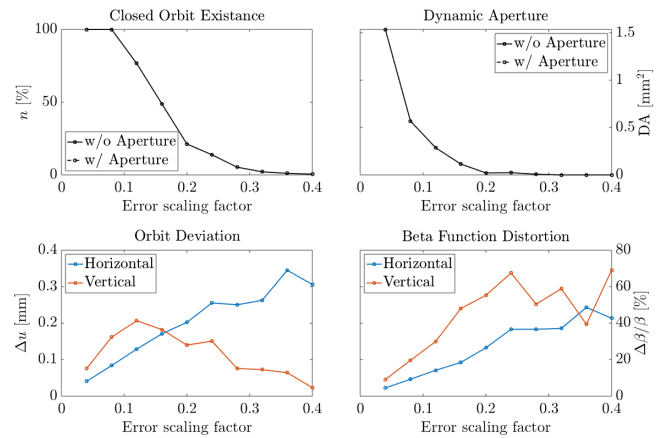 Closed Orbit Existance
100
50
0
n [%]
w/o Aperture
w/ Aperture
0 0.1 0.2 0.3 0.4
Error scaling factor
Dynamic Aperture
w/o Aperture
w/ Aperture
1.5
1
0.5
0
DA [mm²]
0 0.1 0.2 0.3 0.4
Error scaling factor
Orbit Deviation
0.4
0.3
0.2
0.1
0
Δu [mm]
Horizontal
Vertical
0 0.1 0.2 0.3 0.4
Error scaling factor
Beta Function Distortion
Horizontal
Vertical
80
60
40
20
0
Δβ/β [%]
0 0.1 0.2 0.3 0.4
Error scaling factor